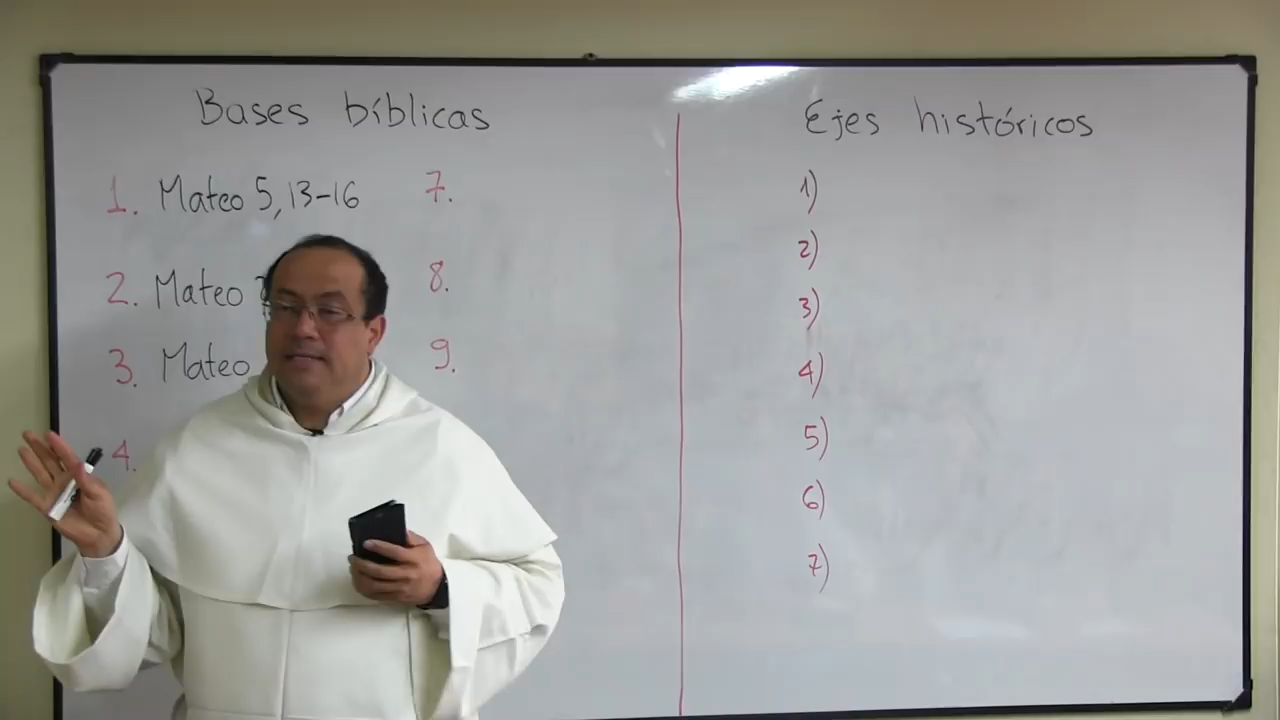 Bases bíblicas
1. Mateo 5, 13-16
2. Mateo
3. Mateo
4.
7.
8.
9.
Ejes históricos
1)
2)
3)
4)
5)
6)
7)